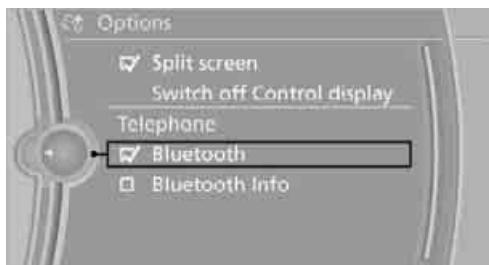 Options
Split screen
Switch off Control display
Telephone
Bluetooth
Bluetooth Info